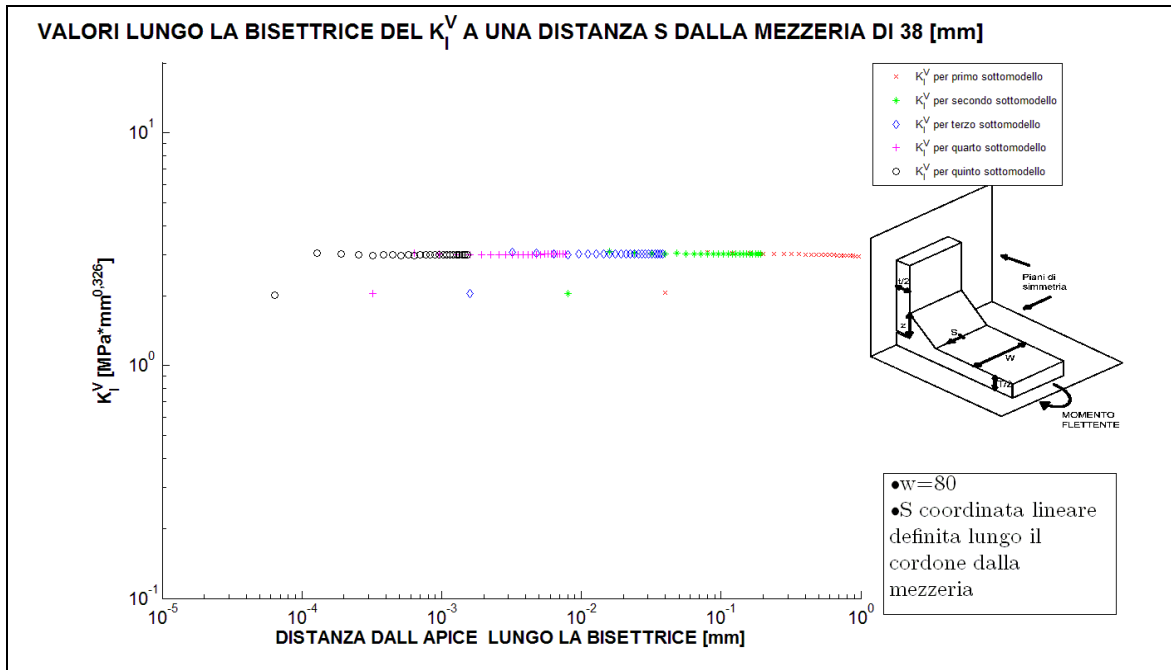 VALORI LUNGO LA BISETTRICE DEL K_I^V A UNA DISTANZA S DALLA MEZZERIA DI 38 [mm]
K_I^V per primo sottomodello
K_I^V per secondo sottomodello
K_I^V per terzo sottomodello
K_I^V per quarto sottomodello
K_I^V per quinto sottomodello
K_I^V [MPa*mm^0,326]
10^1
10^0
10^-1
10^-5
10^-4
10^-3
10^-2
10^-1
10^0
DISTANZA DALL APICE LUNGO LA BISETTRICE [mm]
t/2
z
S
W
T/2
Piani di
simmetria
MOMENTO
FLETTENTE
●w=80
●S coordinata lineare
definita lungo il
cordone dalla
mezzeria